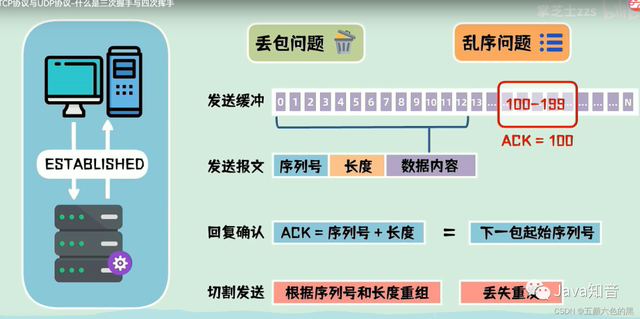 TCP协议与UDP协议-什么是三次握手与四次挥手
掌芝士zzs
丢包问题
乱序问题
发送缓冲
0 1 2 3 4 5 6 7 8 9 10 11 12 13 ... 100-199 ... N
ACK = 100
ESTABLISHED
发送报文
序列号
长度
数据内容
回复确认
ACK = 序列号 + 长度
=
下一包起始序列号
切割发送
根据序列号和长度重组
丢失重
Java知音
CSDN @五颜六色的黑